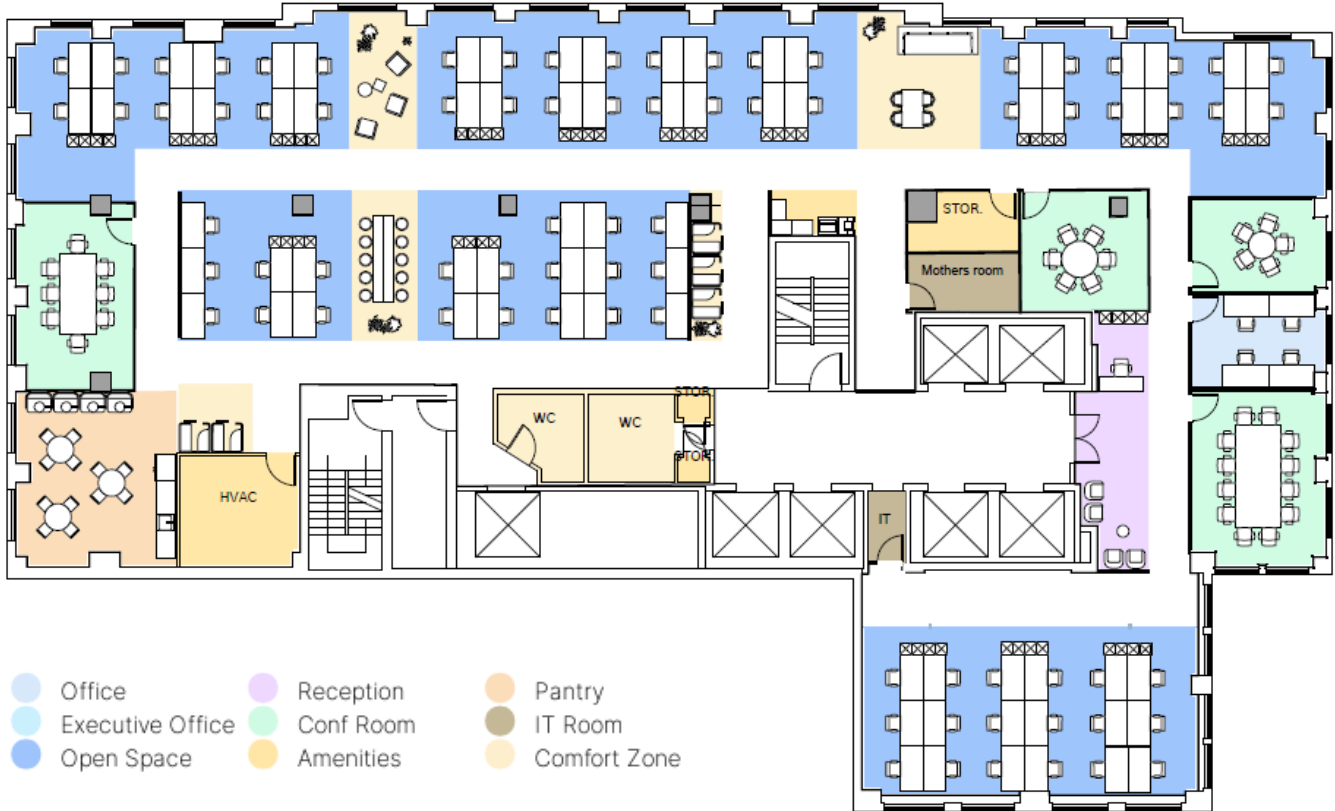 STOR.
Mothers room
STOR.
WC
WC
STOR.
HVAC
IT
Office
Reception
Pantry
Executive Office
Conf Room
IT Room
Open Space
Amenities
Comfort Zone